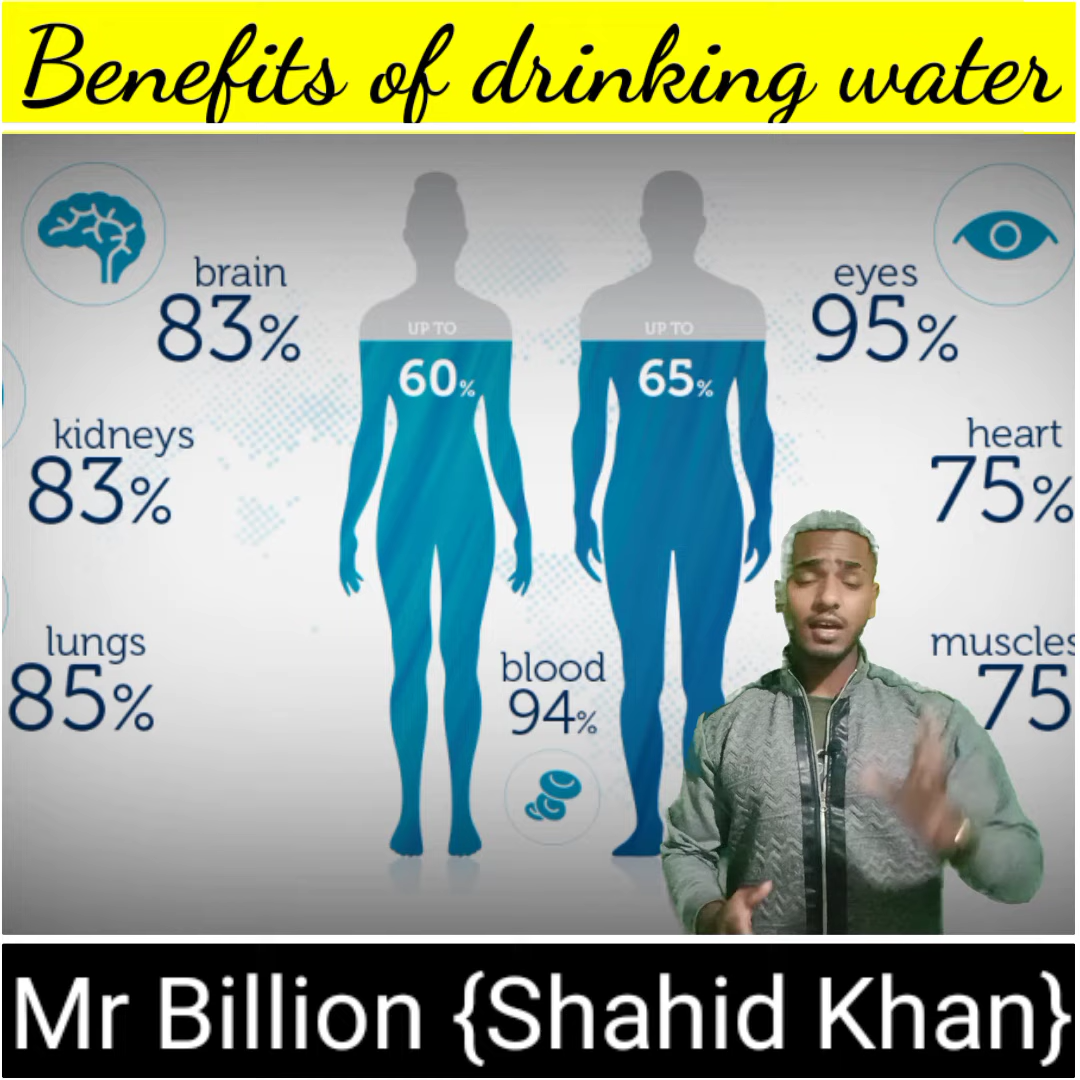 Benefits of drinking water
brain
83%
eyes
95%
UP TO
60%
UP TO
65%
kidneys
83%
heart
75%
lungs
85%
blood
94%
muscles
75
Mr Billion {Shahid Khan}